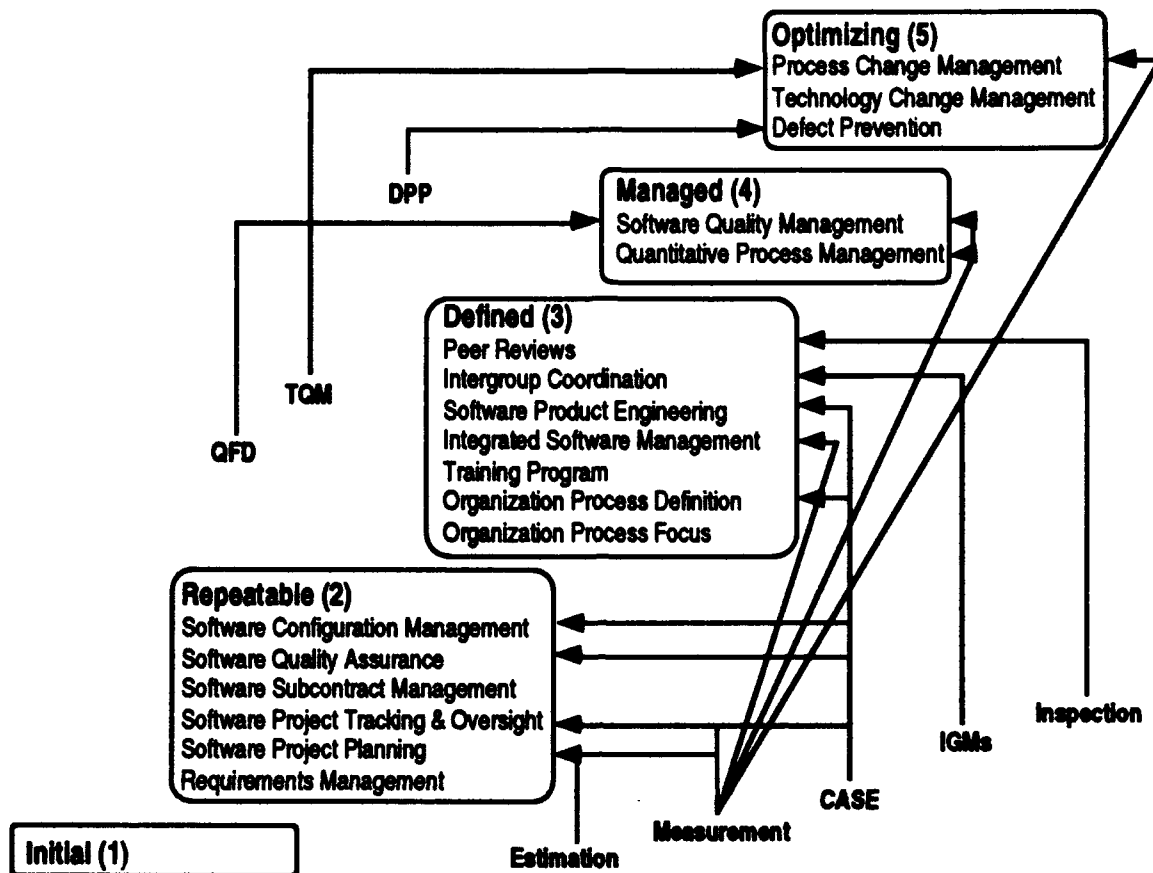 Optimizing (5)
Process Change Management
Technology Change Management
Defect Prevention
DPP
Managed (4)
Software Quality Management
Quantitative Process Management
Defined (3)
Peer Reviews
Intergroup Coordination
Software Product Engineering
Integrated Software Management
Training Program
Organization Process Definition
Organization Process Focus
TQM
QFD
Repeatable (2)
Software Configuration Management
Software Quality Assurance
Software Subcontract Management
Software Project Tracking & Oversight
Software Project Planning
Requirements Management
Inspection
IGMs
CASE
Measurement
Estimation
Initial (1)